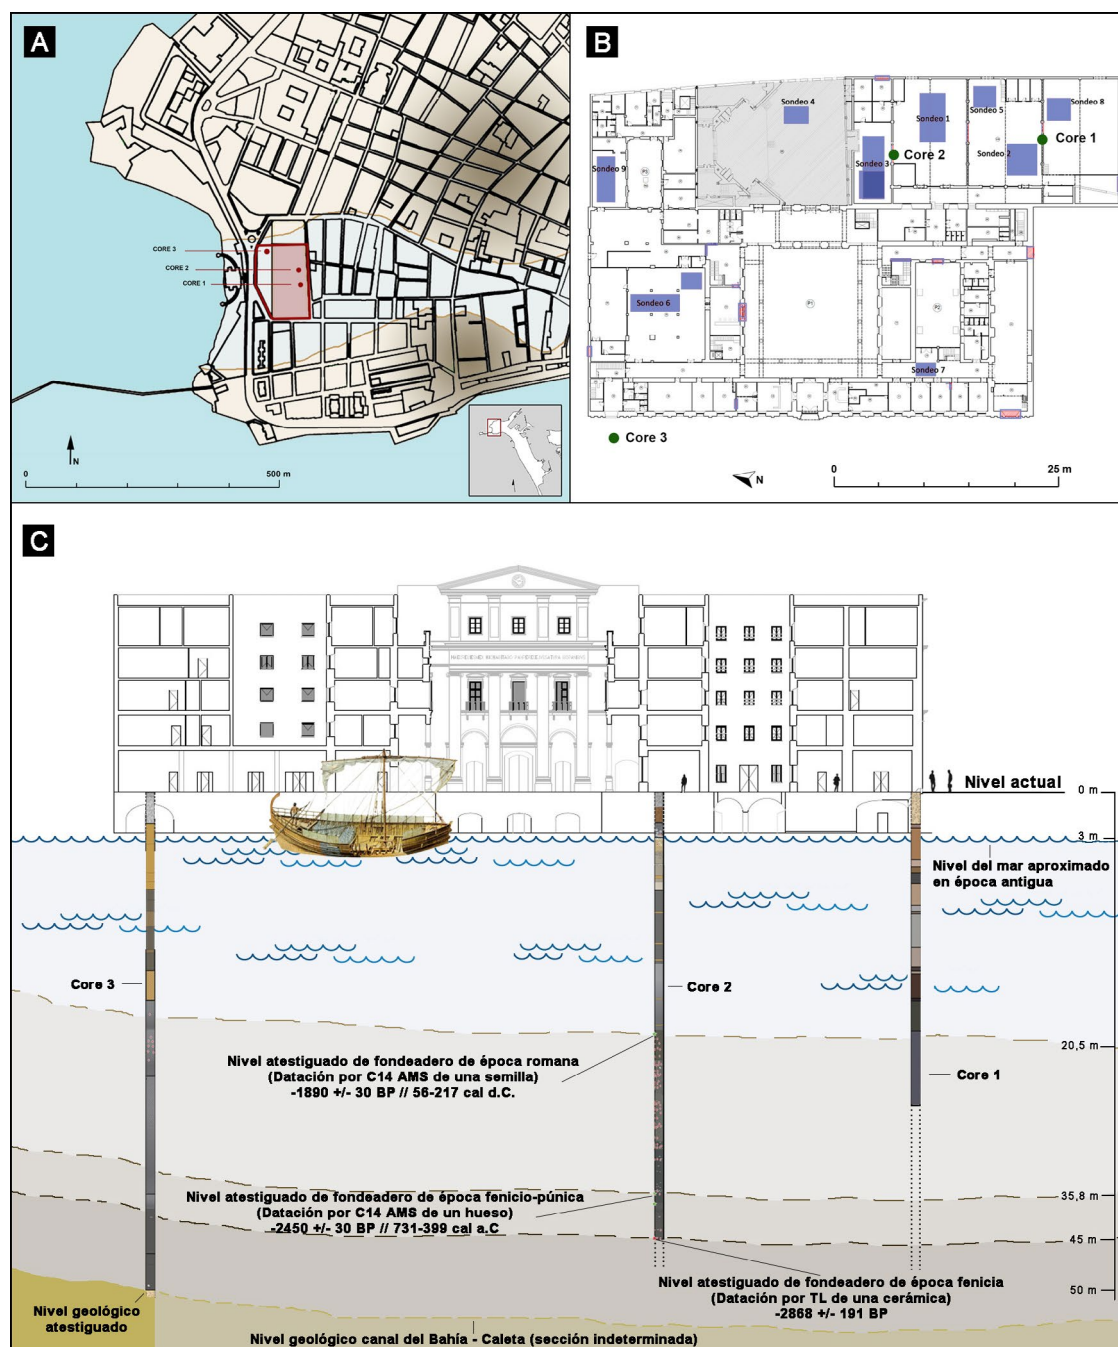 A
CORE 3
CORE 2
CORE 1
N
0
500 m
B
Sondeo 4
Sondeo 1
Sondeo 5
Sondeo 8
Core 1
Core 2
Sondeo 3
Sondeo 2
Sondeo 9
Sondeo 6
P1
P2
Sondeo 7
Core 3
N
0
25 m
C
Nivel actual
0 m
3 m
Nivel del mar aproximado
en época antigua
Core 3
Core 2
20,5 m
Nivel atestiguado de fondeadero de época romana
(Datación por C14 AMS de una semilla)
-1890 +/- 30 BP // 56-217 cal d.C.
Core 1
Nivel atestiguado de fondeadero de época fenicio-púnica
(Datación por C14 AMS de un hueso)
-2450 +/- 30 BP // 731-399 cal a.C
35,8 m
45 m
Nivel atestiguado de fondeadero de época fenicia
(Datación por TL de una cerámica)
-2868 +/- 191 BP
50 m
Nivel geológico
atestiguado
Nivel geológico canal del Bahía - Caleta (sección indeterminada)